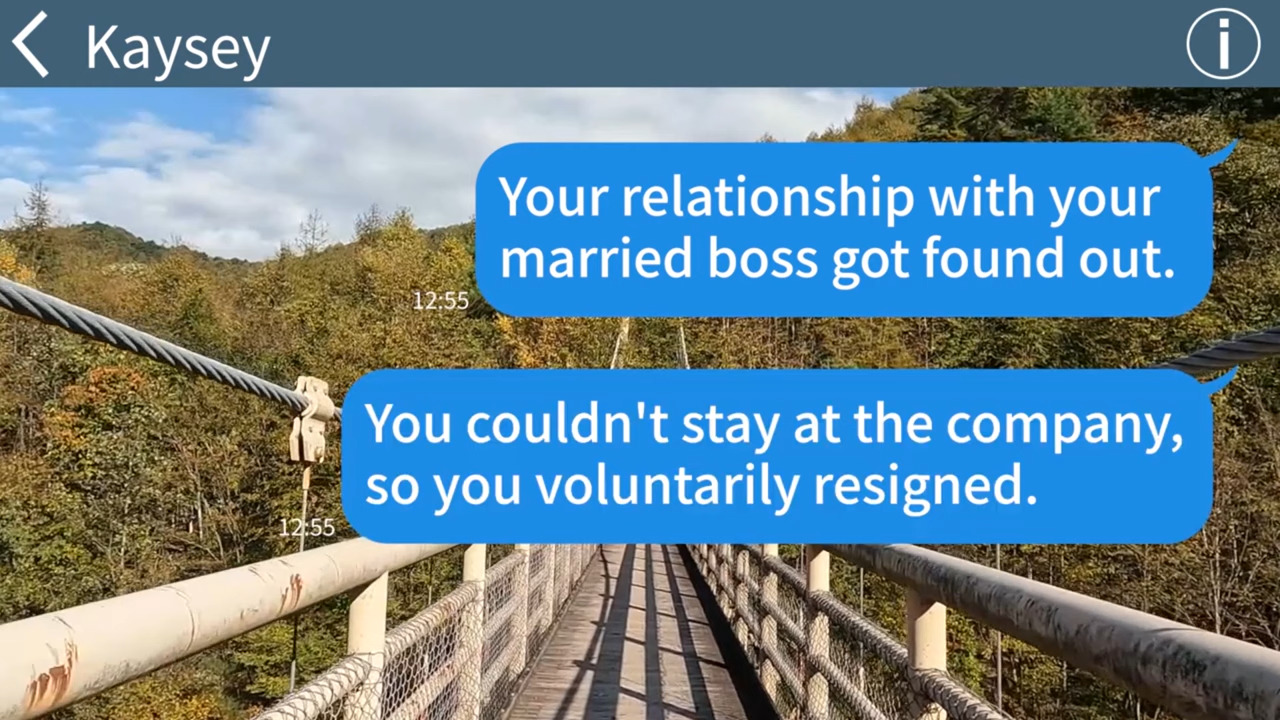 Kaysey
Your relationship with your
married boss got found out.
12:55
You couldn't stay at the company,
so you voluntarily resigned.
12:55